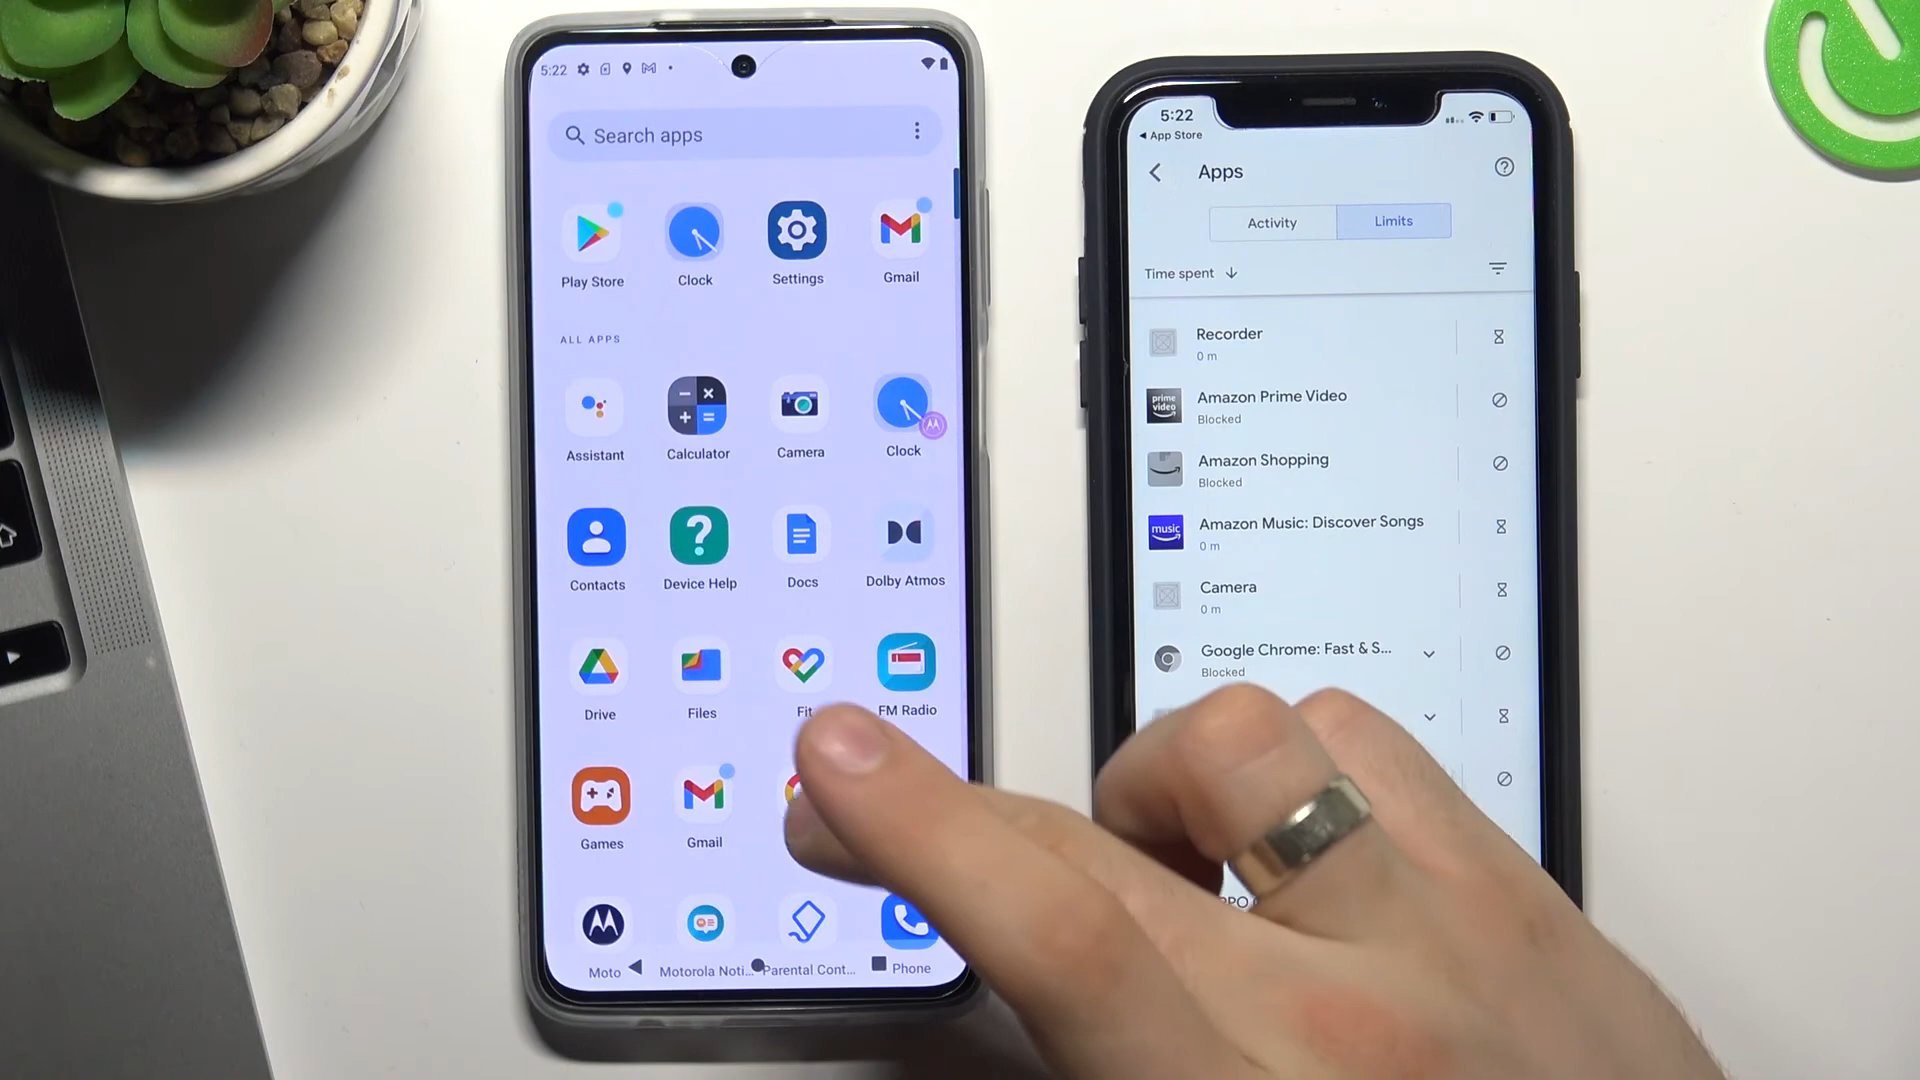 5:22
Search apps
Play Store
Clock
Settings
Gmail
ALL APPS
Assistant
Calculator
Camera
Clock
Contacts
Device Help
Docs
Dolby Atmos
Drive
Files
Fit
FM Radio
Games
Gmail
Moto
Motorola Noti...
Parental Cont...
Phone
5:22
App Store
Apps
Activity
Limits
Time spent
Recorder
0 m
prime video
Amazon Prime Video
Blocked
Amazon Shopping
Blocked
music
Amazon Music: Discover Songs
0 m
Camera
0 m
Google Chrome: Fast & S...
Blocked